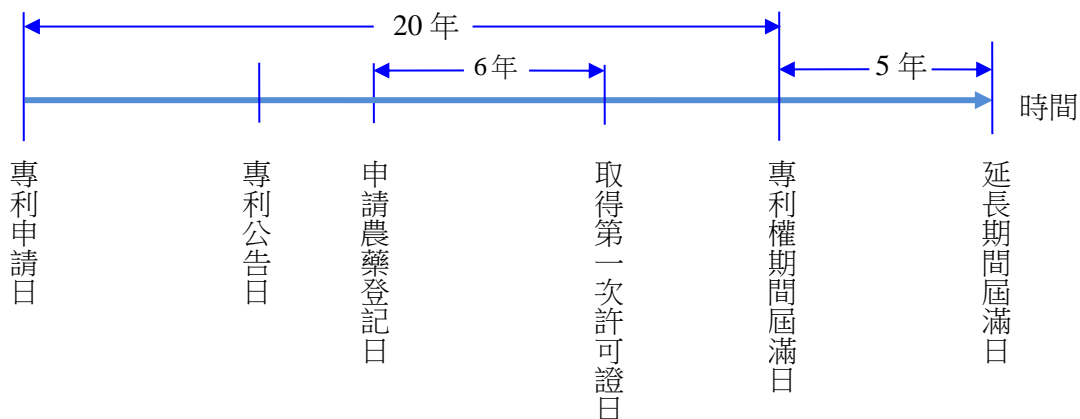 20 年
6年
5 年
時間
專利申請日
專利公告日
申請農藥登記日
取得第一次許可證日
專利權期間屆滿日
延長期間屆滿日